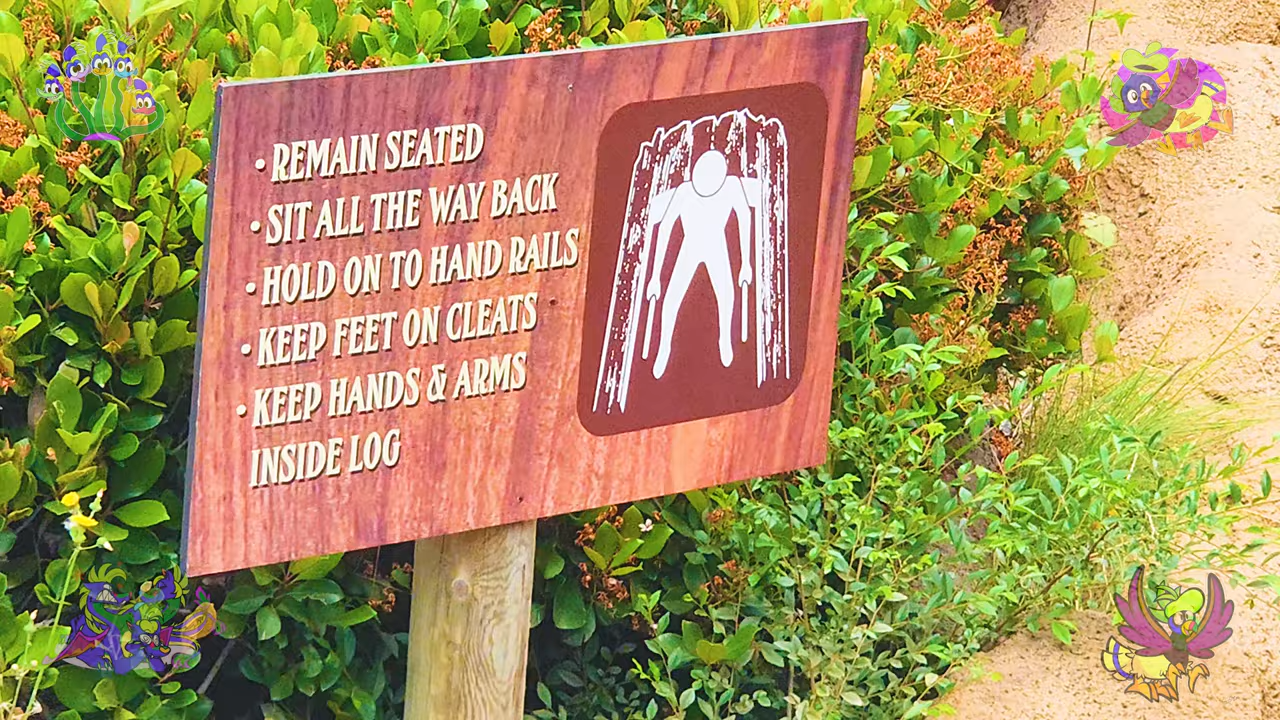 • REMAIN SEATED
• SIT ALL THE WAY BACK
• HOLD ON TO HAND RAILS
• KEEP FEET ON CLEATS
• KEEP HANDS & ARMS
INSIDE LOG